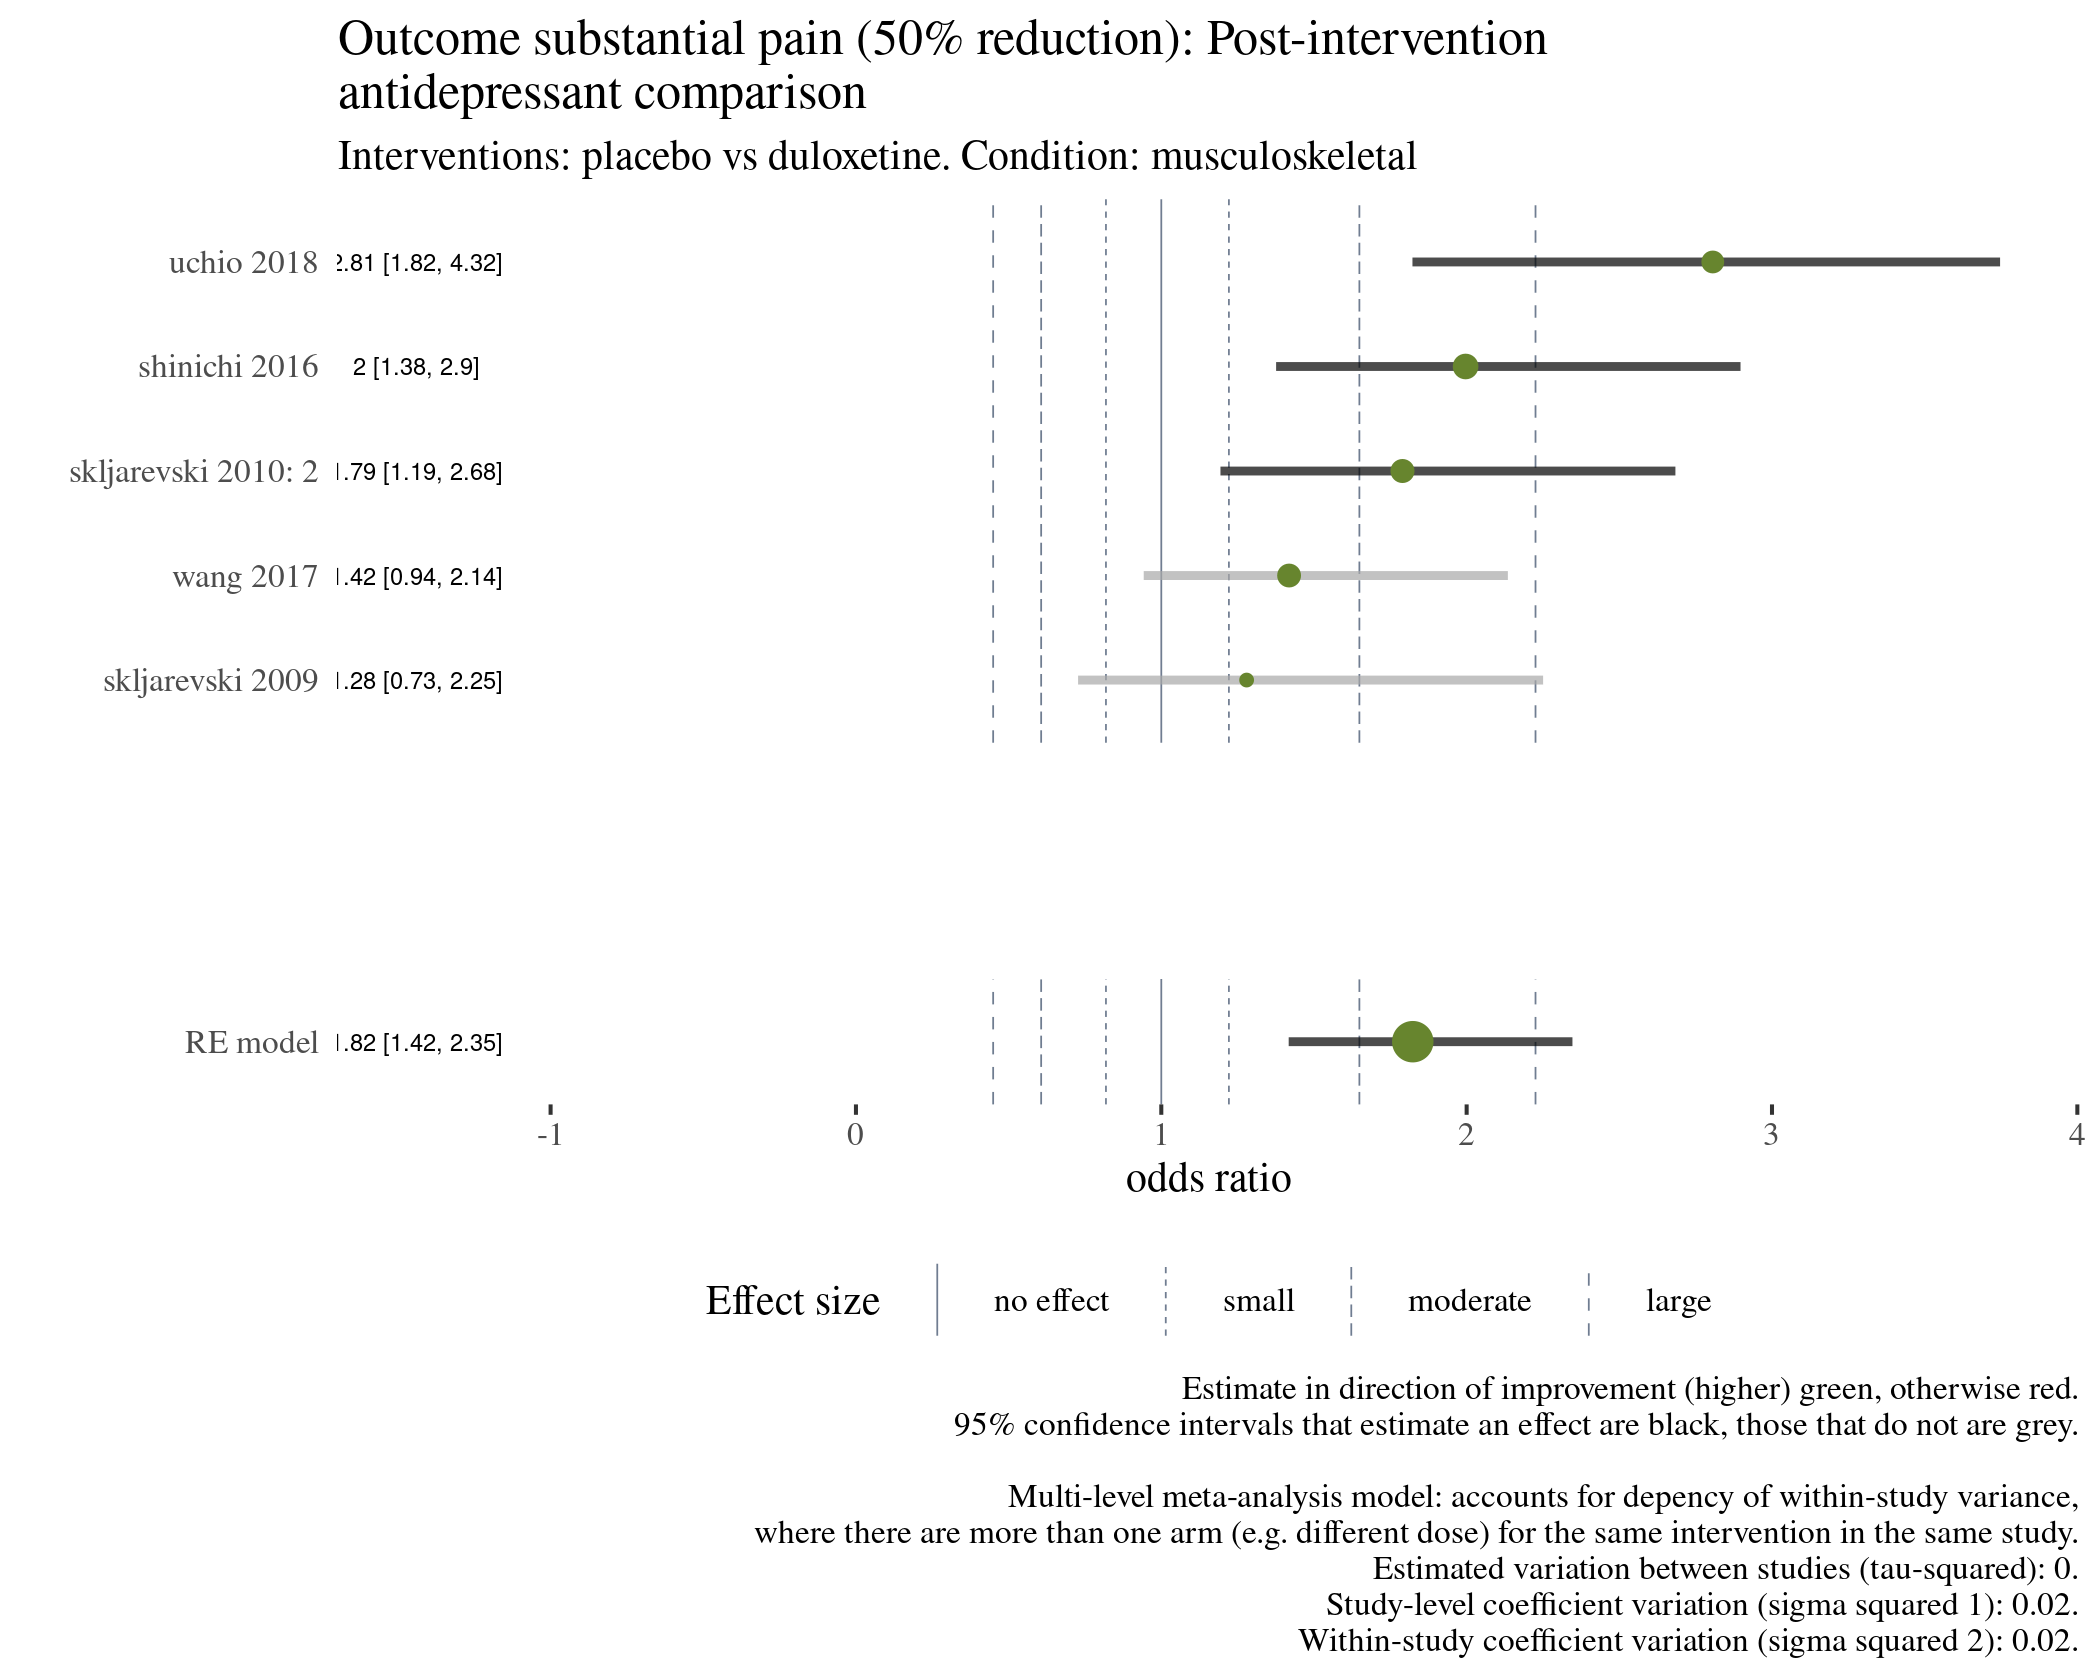 Outcome substantial pain (50% reduction): Post-intervention
antidepressant comparison
Interventions: placebo vs duloxetine. Condition: musculoskeletal
uchio 2018 2.81 [1.82, 4.32]
shinichi 2016 2 [1.38, 2.9]
skljarevski 2010: 2 1.79 [1.19, 2.68]
wang 2017 1.42 [0.94, 2.14]
skljarevski 2009 1.28 [0.73, 2.25]
RE model 1.82 [1.42, 2.35]
-1 0 1 2 3 4
odds ratio
Effect size no effect small moderate large
Estimate in direction of improvement (higher) green, otherwise red.
95% confidence intervals that estimate an effect are black, those that do not are grey.
Multi-level meta-analysis model: accounts for depency of within-study variance,
where there are more than one arm (e.g. different dose) for the same intervention in the same study.
Estimated variation between studies (tau-squared): 0.
Study-level coefficient variation (sigma squared 1): 0.02.
Within-study coefficient variation (sigma squared 2): 0.02.